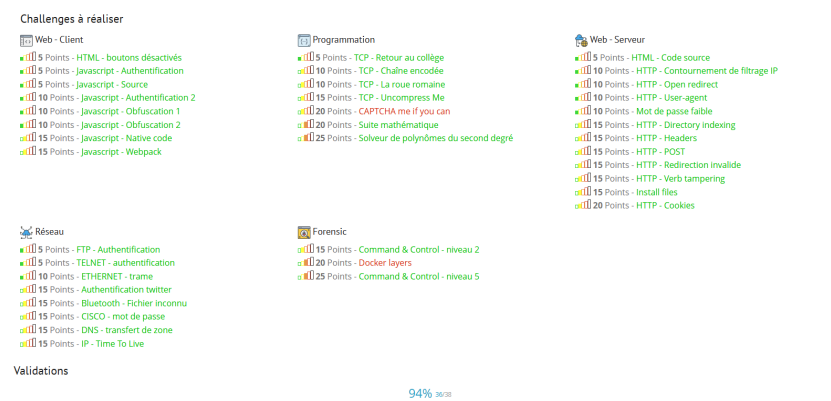 Challenges à réaliser
Web - Client
5 Points - HTML - boutons désactivés
5 Points - Javascript - Authentification
5 Points - Javascript - Source
10 Points - Javascript - Authentification 2
10 Points - Javascript - Obfuscation 1
10 Points - Javascript - Obfuscation 2
15 Points - Javascript - Native code
15 Points - Javascript - Webpack
Programmation
5 Points - TCP - Retour au collège
10 Points - TCP - Chaîne encodée
10 Points - TCP - La roue romaine
15 Points - TCP - Uncompress Me
20 Points - CAPTCHA me if you can
20 Points - Suite mathématique
25 Points - Solveur de polynômes du second degré
Web - Serveur
5 Points - HTML - Code source
10 Points - HTTP - Contournement de filtrage IP
10 Points - HTTP - Open redirect
10 Points - HTTP - User-agent
10 Points - Mot de passe faible
15 Points - HTTP - Directory indexing
15 Points - HTTP - Headers
15 Points - HTTP - POST
15 Points - HTTP - Redirection invalide
15 Points - HTTP - Verb tampering
15 Points - Install files
20 Points - HTTP - Cookies
Réseau
5 Points - FTP - Authentification
5 Points - TELNET - authentification
10 Points - ETHERNET - trame
15 Points - Authentification twitter
15 Points - Bluetooth - Fichier inconnu
15 Points - CISCO - mot de passe
15 Points - DNS - transfert de zone
15 Points - IP - Time To Live
Forensic
15 Points - Command & Control - niveau 2
20 Points - Docker layers
25 Points - Command & Control - niveau 5
Validations
94% 36/38